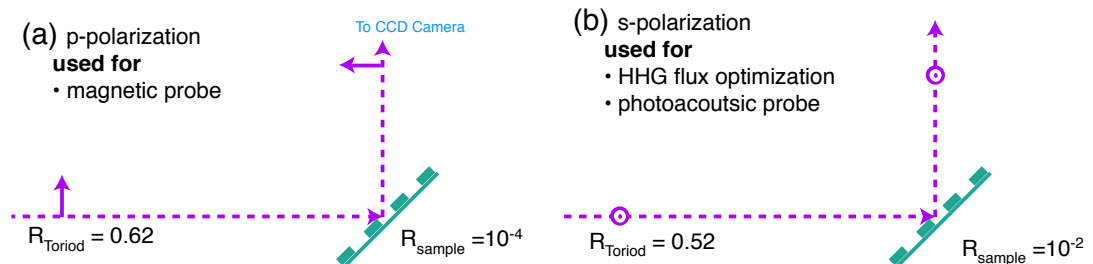 (a) p-polarization
used for
• magnetic probe
To CCD Camera
R_Toriod = 0.62
R_sample =10^-4
(b) s-polarization
used for
• HHG flux optimization
• photoacoutsic probe
R_Toriod = 0.52
R_sample =10^-2